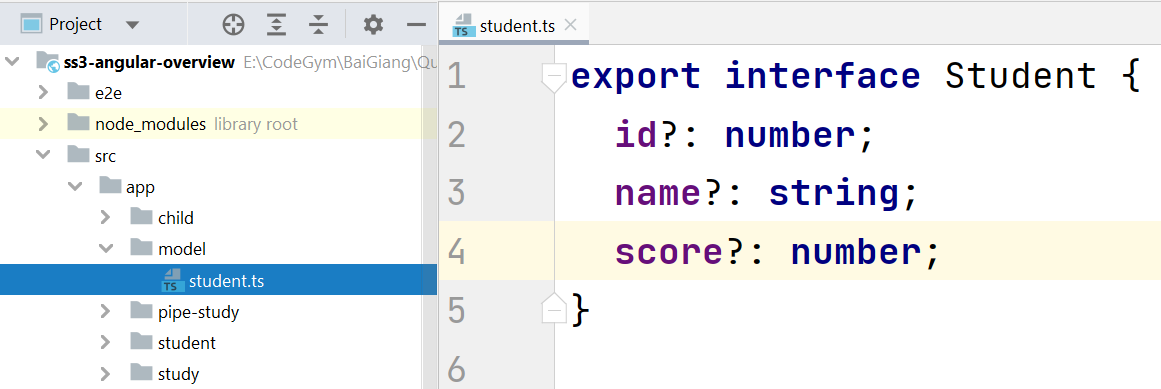 Project
ss3-angular-overview E:\CodeGym\BaiGiang\Qu
e2e
node_modules library root
src
app
child
model
TS student.ts
pipe-study
student
study
TS student.ts
1 export interface Student {
2 id?: number;
3 name?: string;
4 score?: number;
5 }
6